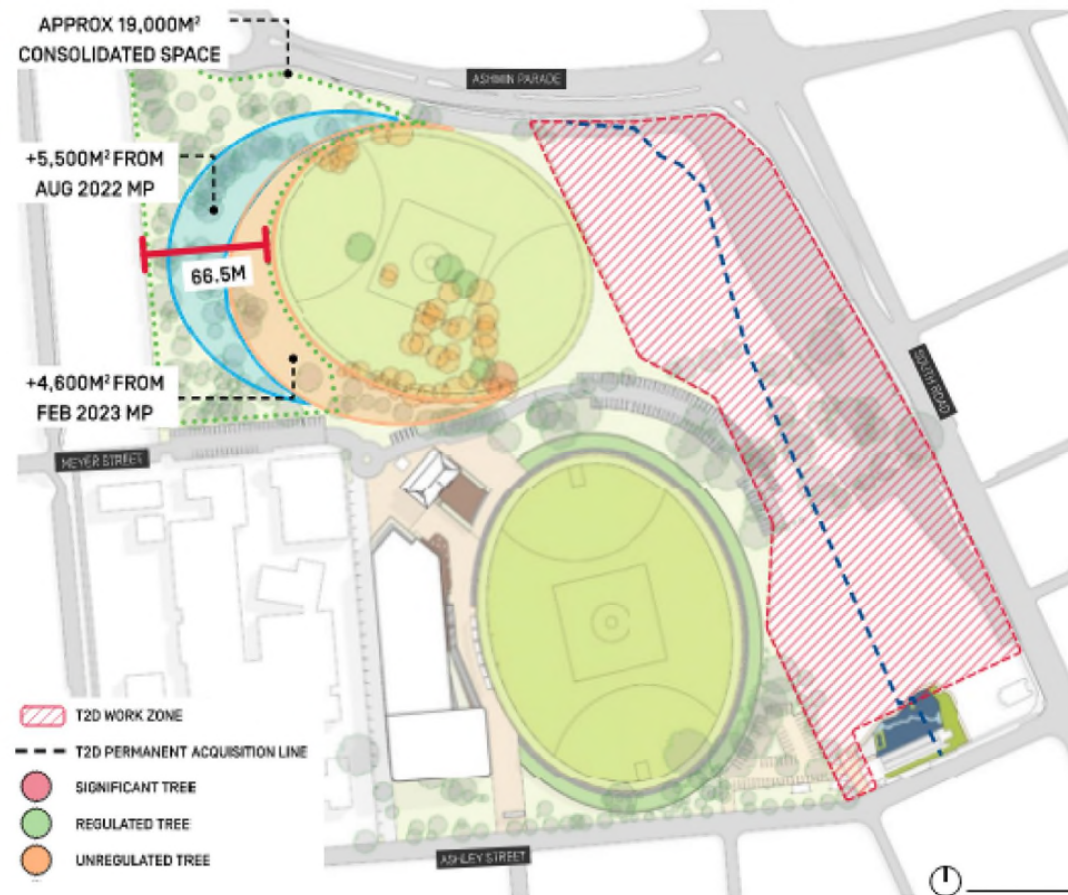 APPROX 19,000M²
CONSOLIDATED SPACE
ASHWIN PARADE
+5,500M² FROM
AUG 2022 MP
66.5M
+4,600M² FROM
FEB 2023 MP
SOUTH ROAD
MEYER STREET
T2D WORK ZONE
T2D PERMANENT ACQUISITION LINE
SIGNIFICANT TREE
REGULATED TREE
UNREGULATED TREE
ASHLEY STREET